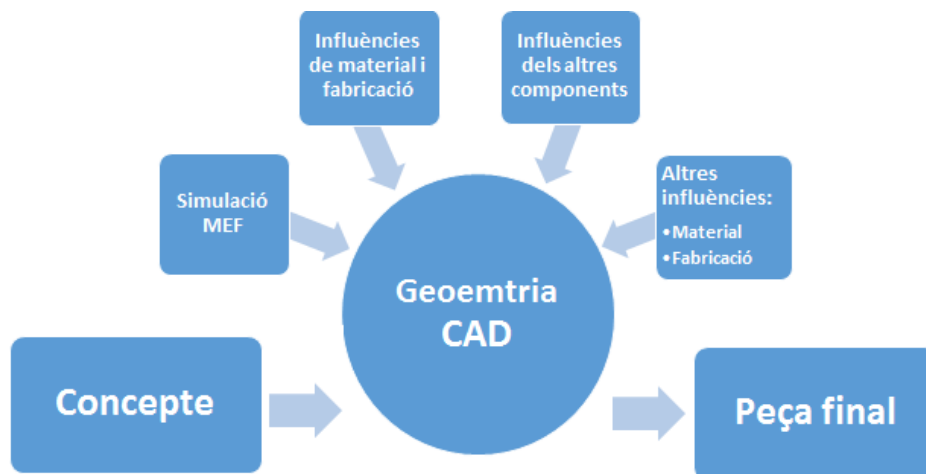 Influències
de material i
fabricació
Influències
dels altres
components
Simulació
MEF
Altres
influències:
•Material
•Fabricació
Geoemtria
CAD
Concepte
Peça final